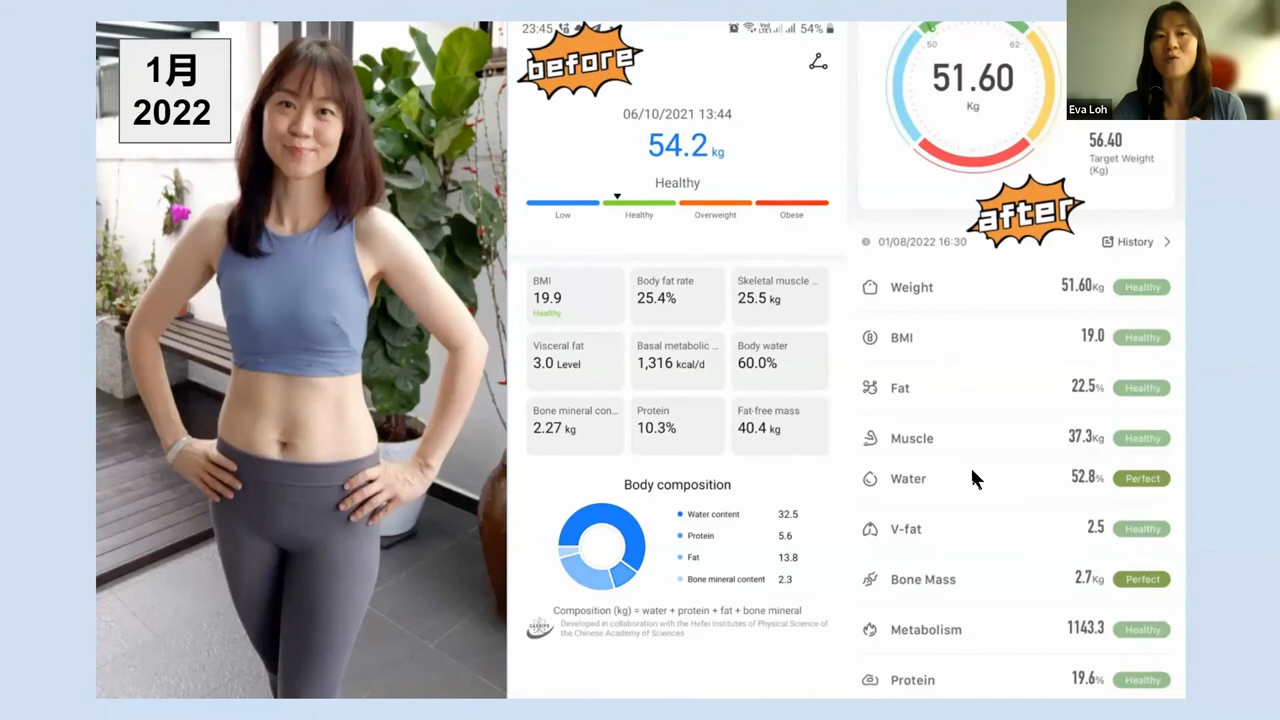 1月
2022
23:45
54%
before
06/10/2021 13:44
54.2 kg
Healthy
Low
Healthy
Overweight
Obese
BMI
19.9
Healthy
Body fat rate
25.4%
Skeletal muscle ...
25.5 kg
Visceral fat
3.0 Level
Basal metabolic ...
1,316 kcal/d
Body water
60.0%
Bone mineral con...
2.27 kg
Protein
10.3%
Fat-free mass
40.4 kg
Body composition
Water content 32.5
Protein 5.6
Fat 13.8
Bone mineral content 2.3
Composition (kg) = water + protein + fat + bone mineral
Developed in collaboration with the Hefei Institutes of Physical Science of
the Chinese Academy of Sciences
50
62
51.60
Kg
56.40
Target Weight
(Kg)
after
01/08/2022 16:30
History
Weight 51.60Kg Healthy
BMI 19.0 Healthy
Fat 22.5% Healthy
Muscle 37.3Kg Healthy
Water 52.8% Perfect
V-fat 2.5 Healthy
Bone Mass 2.7Kg Perfect
Metabolism 1143.3 Healthy
Protein 19.6% Healthy
Eva Loh